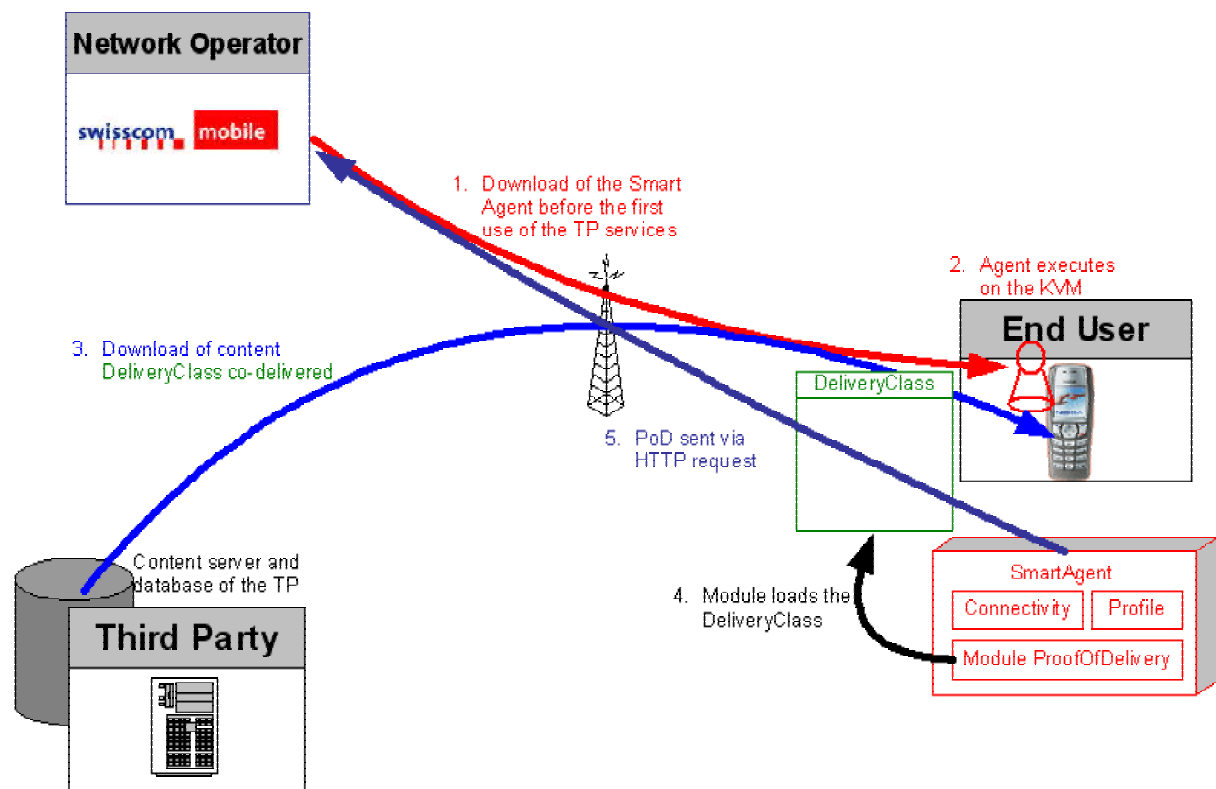 Network Operator
swisscom mobile
1. Download of the Smart
Agent before the first
use of the TP services
2. Agent executes
on the KVM
End User
3. Download of content
DeliveryClass co-delivered
DeliveryClass
5. PoD sent via
HTTP request
Content server and
database of the TP
4. Module loads the
DeliveryClass
SmartAgent
Connectivity
Profile
Module ProofOfDelivery
Third Party